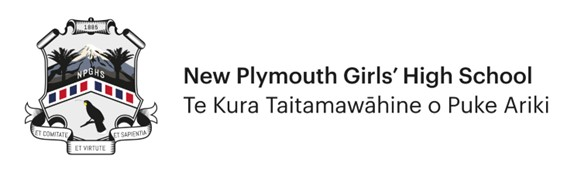 1885
NPGHS
ET COMITATE
ET SAPIENTIA
ET VIRTUTE
New Plymouth Girls' High School
Te Kura Taitamawāhine o Puke Ariki